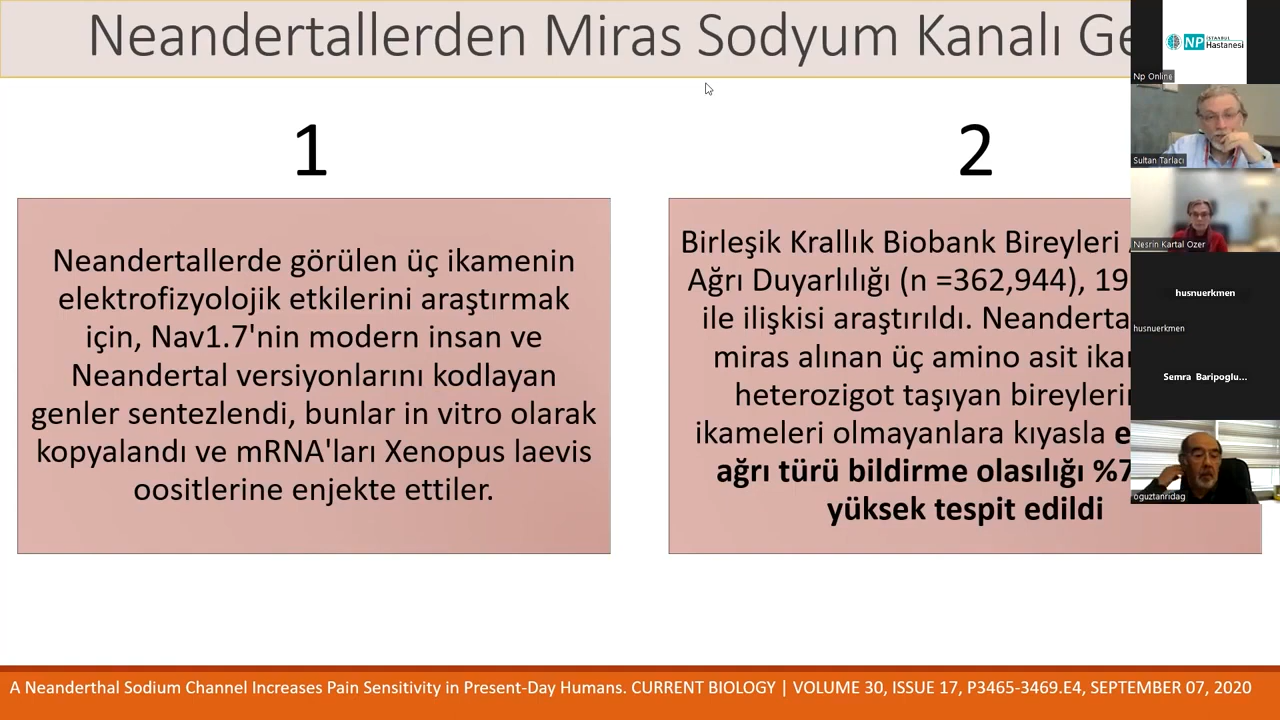 Neandertallerden Miras Sodyum Kanalı
1
Neandertallerde görülen üç ikamenin
elektrofizyolojik etkilerini araştırmak
için, Nav1.7'nin modern insan ve
Neandertal versiyonlarını kodlayan
genler sentezlendi, bunlar in vitro olarak
kopyalandı ve mRNA'ları Xenopus laevis
oositlerine enjekte ettiler.
2
Birleşik Krallık Biobank Bireyleri
Ağrı Duyarlılığı (n =362,944), 19
ile ilişkisi araştırıldı.
miras alınan üç amino asit
heterozigot taşıyan
ikameleri olmayanlara kıyasla
ağrı türü bildirme olasılığı %7
yüksek tespit edildi
A Neanderthal Sodium Channel Increases Pain Sensitivity in Present-Day Humans. CURRENT BIOLOGY | VOLUME 30, ISSUE 17, P3465-3469.E4, SEPTEMBER 07, 2020
NP İSTANBUL
Hastanesi
Np Online
Sultan Tarlacı
Nesrin Kartal Ozer
husnuerkmen
husnuerkmen
Semra Baripoglu...
oguztanridag